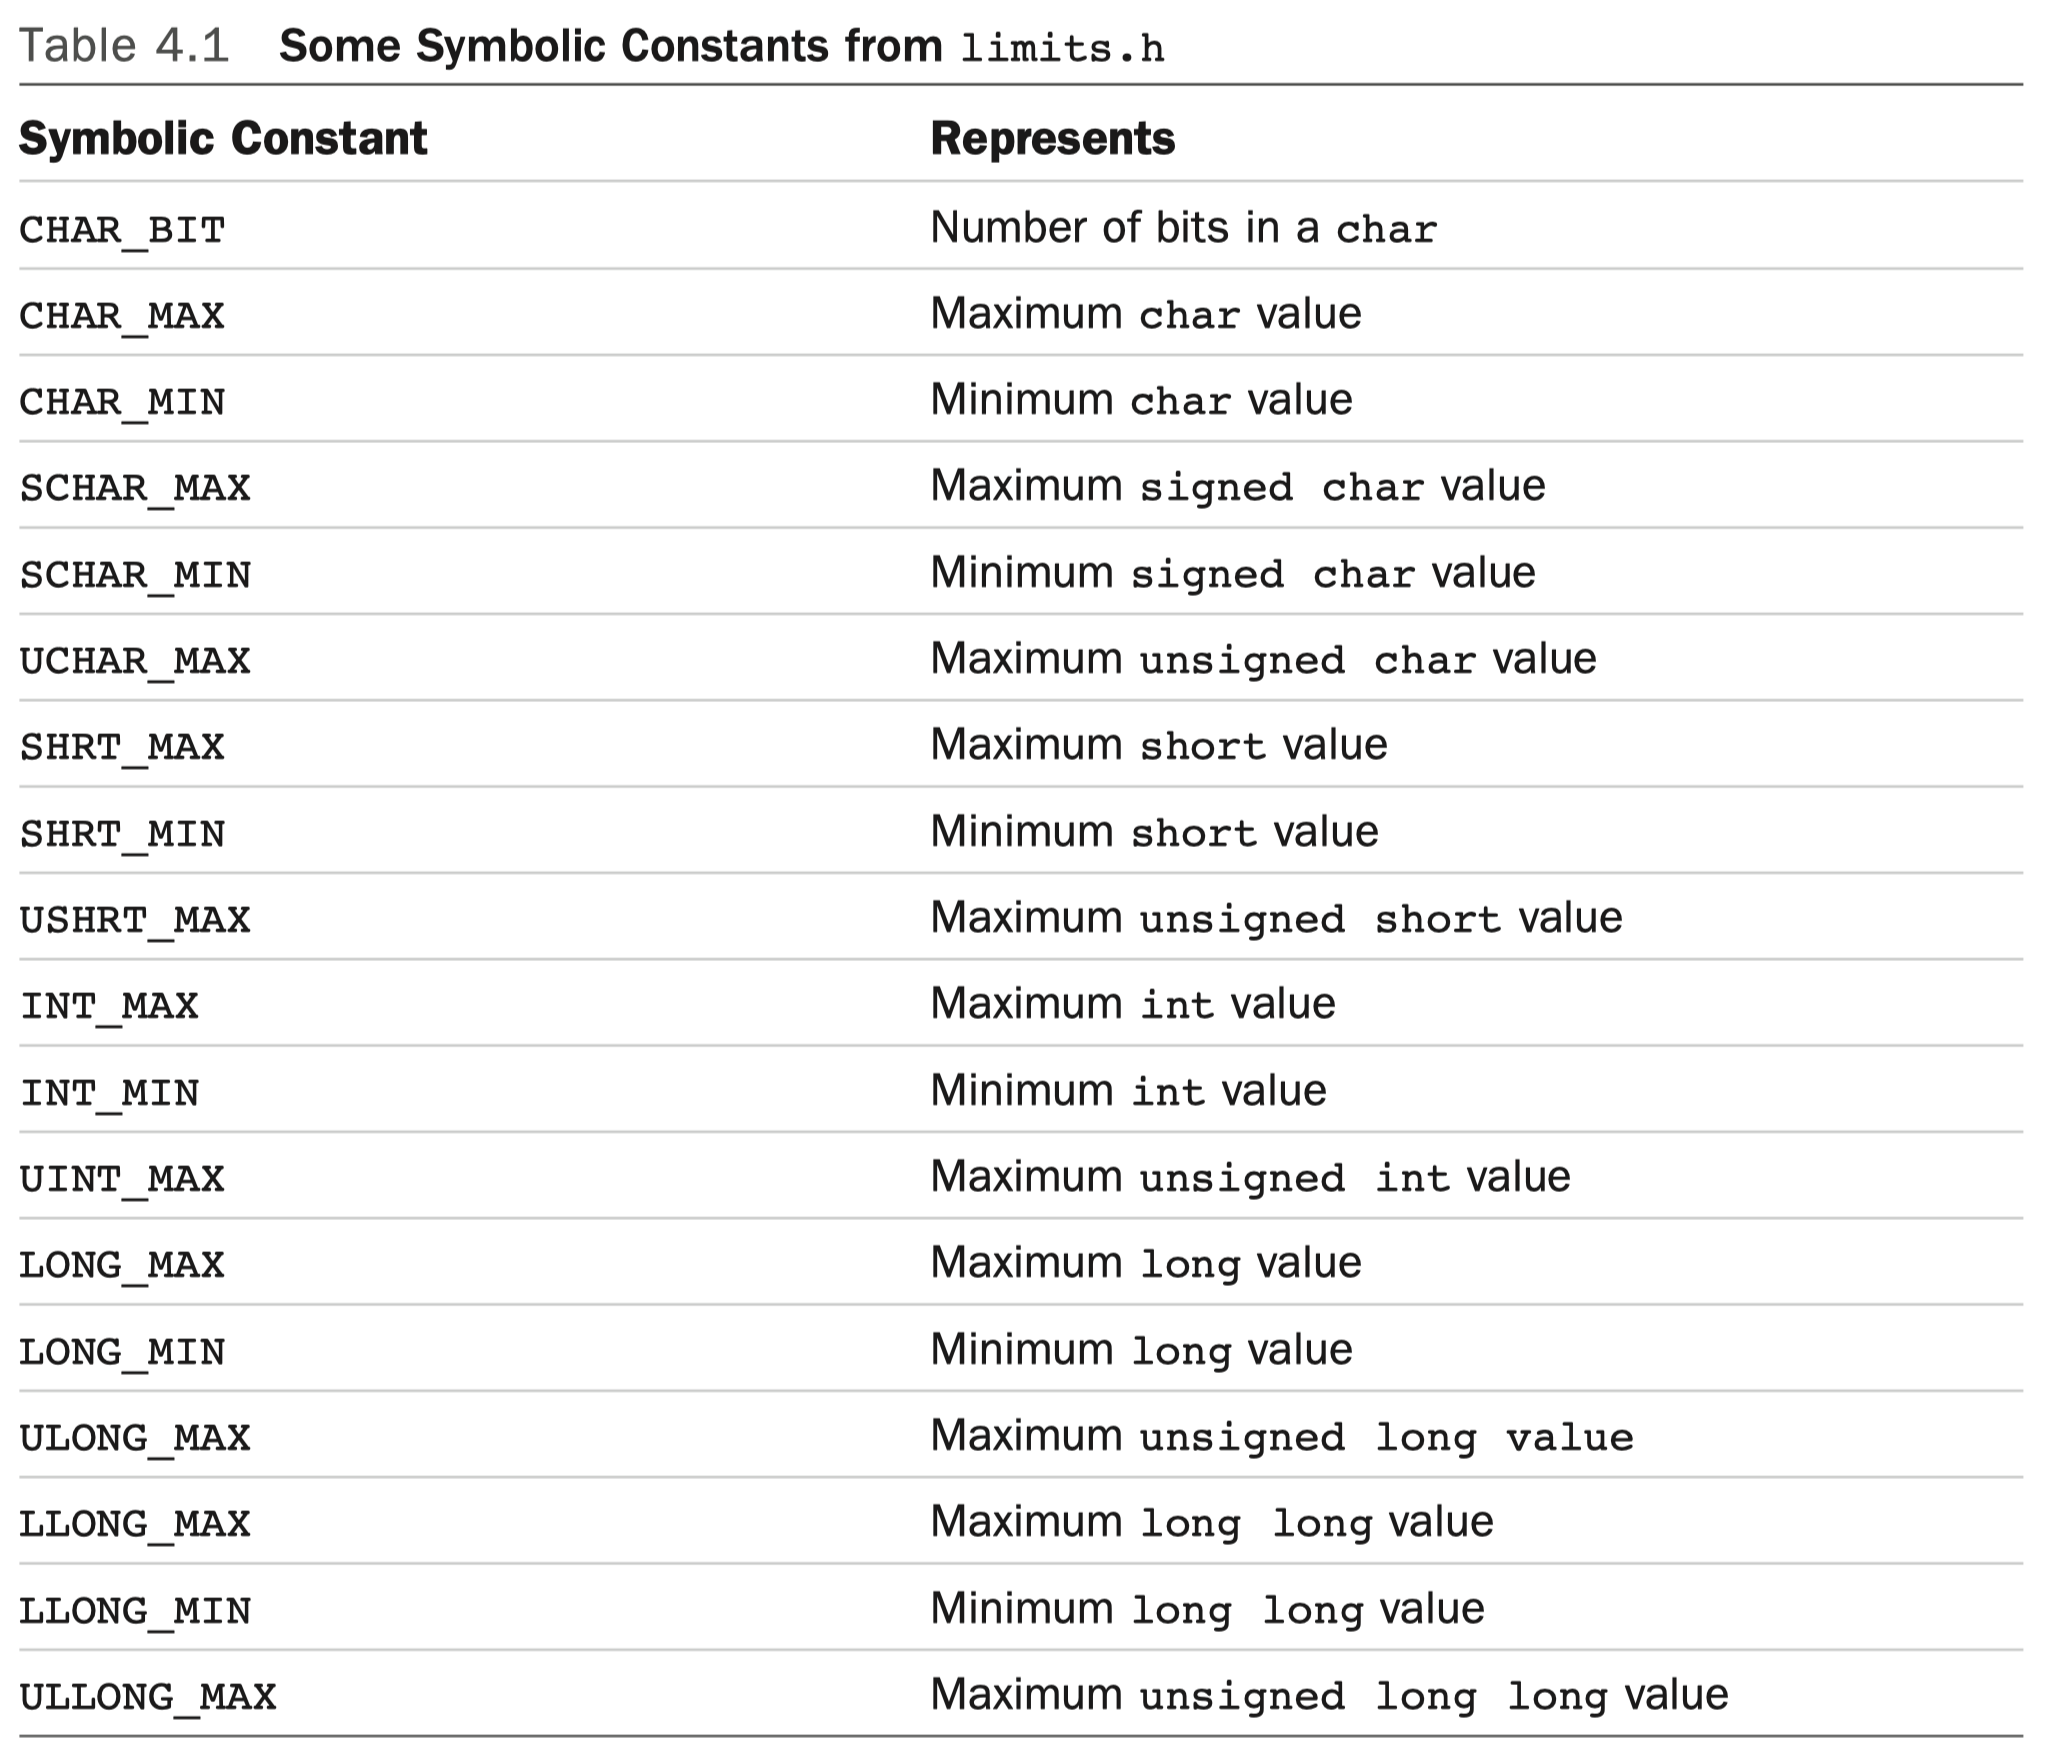 Table 4.1 Some Symbolic Constants from limits.h
Symbolic Constant Represents
CHAR_BIT Number of bits in a char
CHAR_MAX Maximum char value
CHAR_MIN Minimum char value
SCHAR_MAX Maximum signed char value
SCHAR_MIN Minimum signed char value
UCHAR_MAX Maximum unsigned char value
SHRT_MAX Maximum short value
SHRT_MIN Minimum short value
USHRT_MAX Maximum unsigned short value
INT_MAX Maximum int value
INT_MIN Minimum int value
UINT_MAX Maximum unsigned int value
LONG_MAX Maximum long value
LONG_MIN Minimum long value
ULONG_MAX Maximum unsigned long value
LLONG_MAX Maximum long long value
LLONG_MIN Minimum long long value
ULLONG_MAX Maximum unsigned long long value